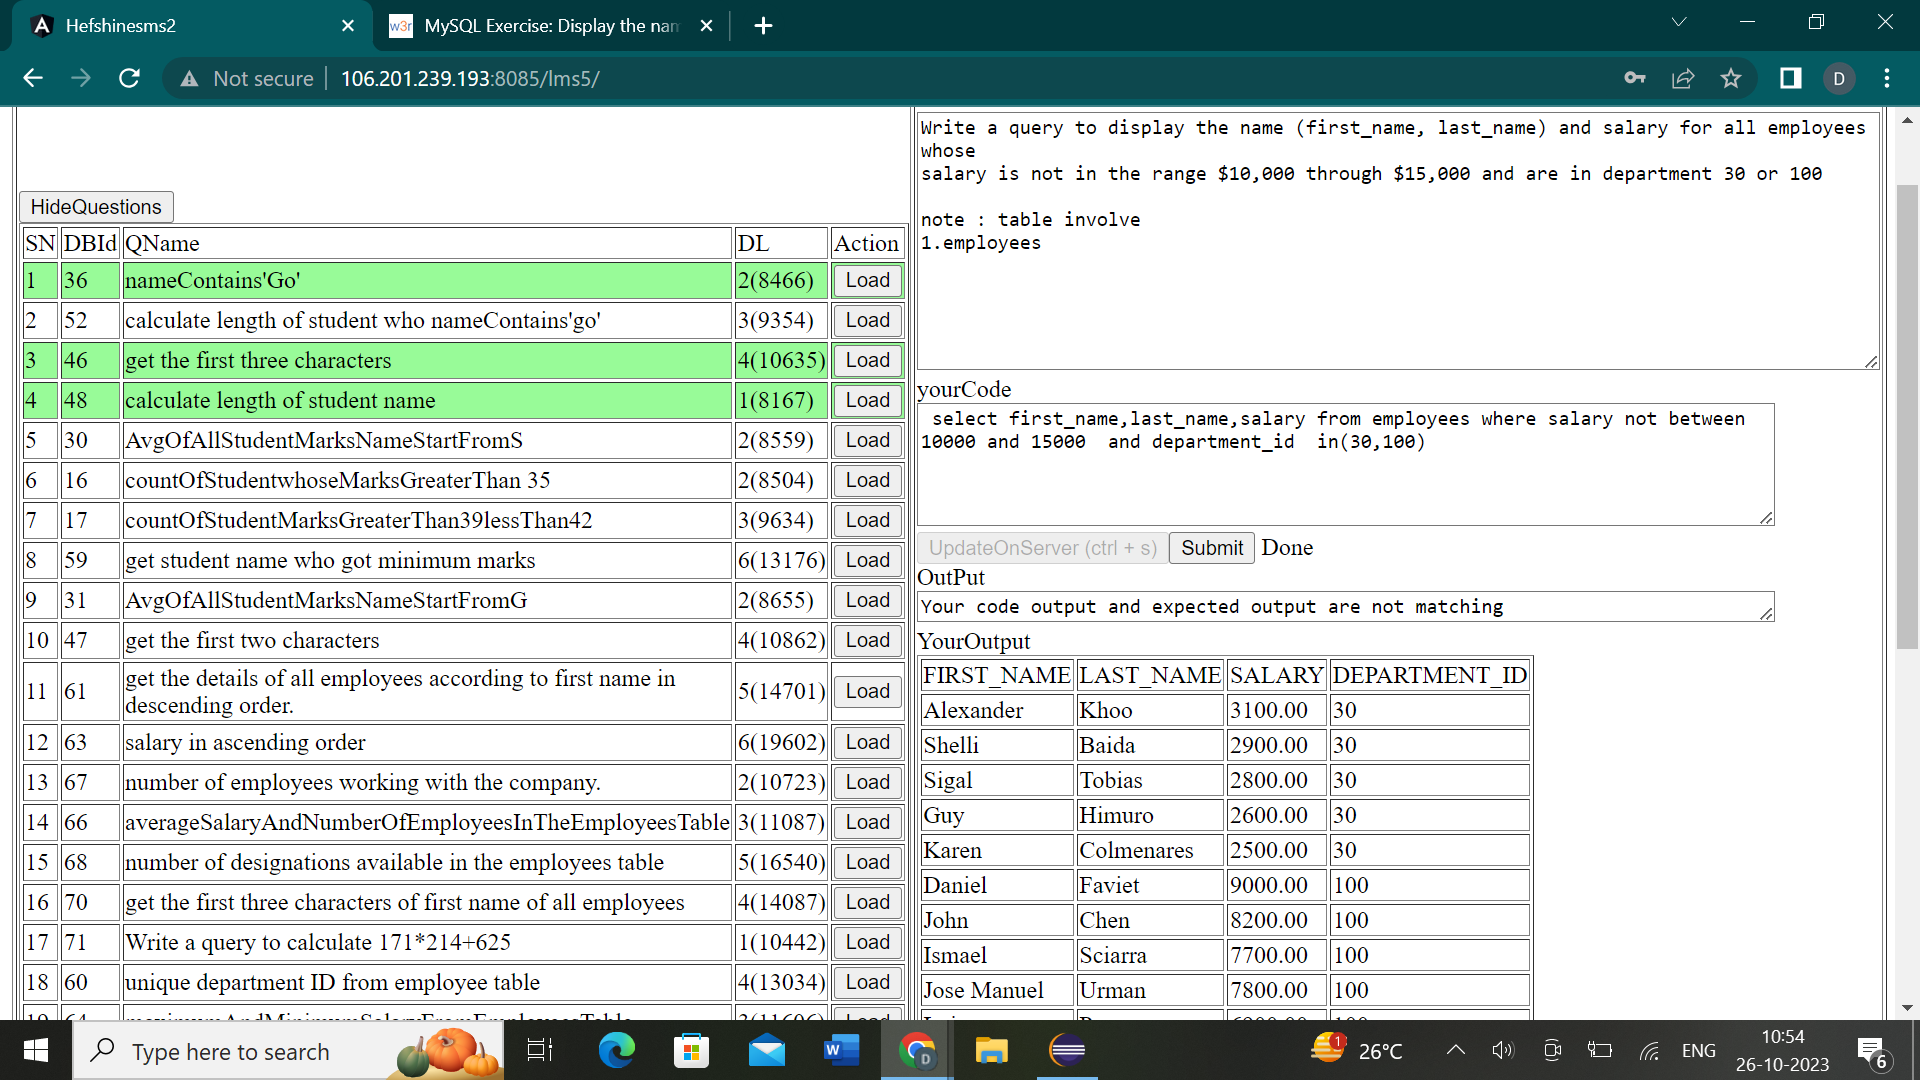 Hefshinesms2
w3r MySQL Exercise: Display the nam
Not secure 106.201.239.193:8085/lms5/
D
HideQuestions
SN DBId QName DL Action
1 36 nameContains'Go' 2(8466) Load
2 52 calculate length of student who nameContains'go' 3(9354) Load
3 46 get the first three characters 4(10635) Load
4 48 calculate length of student name 1(8167) Load
5 30 AvgOfAllStudentMarksNameStartFromS 2(8559) Load
6 16 countOfStudentwhoseMarksGreaterThan 35 2(8504) Load
7 17 countOfStudentMarksGreaterThan39lessThan42 3(9634) Load
8 59 get student name who got minimum marks 6(13176) Load
9 31 AvgOfAllStudentMarksNameStartFromG 2(8655) Load
10 47 get the first two characters 4(10862) Load
11 61 get the details of all employees according to first name in
descending order. 5(14701) Load
12 63 salary in ascending order 6(19602) Load
13 67 number of employees working with the company. 2(10723) Load
14 66 averageSalaryAndNumberOfEmployeesInTheEmployeesTable 3(11087) Load
15 68 number of designations available in the employees table 5(16540) Load
16 70 get the first three characters of first name of all employees 4(14087) Load
17 71 Write a query to calculate 171*214+625 1(10442) Load
18 60 unique department ID from employee table 4(13034) Load
Write a query to display the name (first_name, last_name) and salary for all employees
whose
salary is not in the range $10,000 through $15,000 and are in department 30 or 100
note : table involve
1.employees
yourCode
select first_name,last_name,salary from employees where salary not between
10000 and 15000 and department_id in(30,100)
UpdateOnServer (ctrl + s) Submit Done
OutPut
Your code output and expected output are not matching
YourOutput
FIRST_NAME LAST_NAME SALARY DEPARTMENT_ID
Alexander Khoo 3100.00 30
Shelli Baida 2900.00 30
Sigal Tobias 2800.00 30
Guy Himuro 2600.00 30
Karen Colmenares 2500.00 30
Daniel Faviet 9000.00 100
John Chen 8200.00 100
Ismael Sciarra 7700.00 100
Jose Manuel Urman 7800.00 100
Type here to search
W
D
1
26°C
ENG
10:54
26-10-2023
6